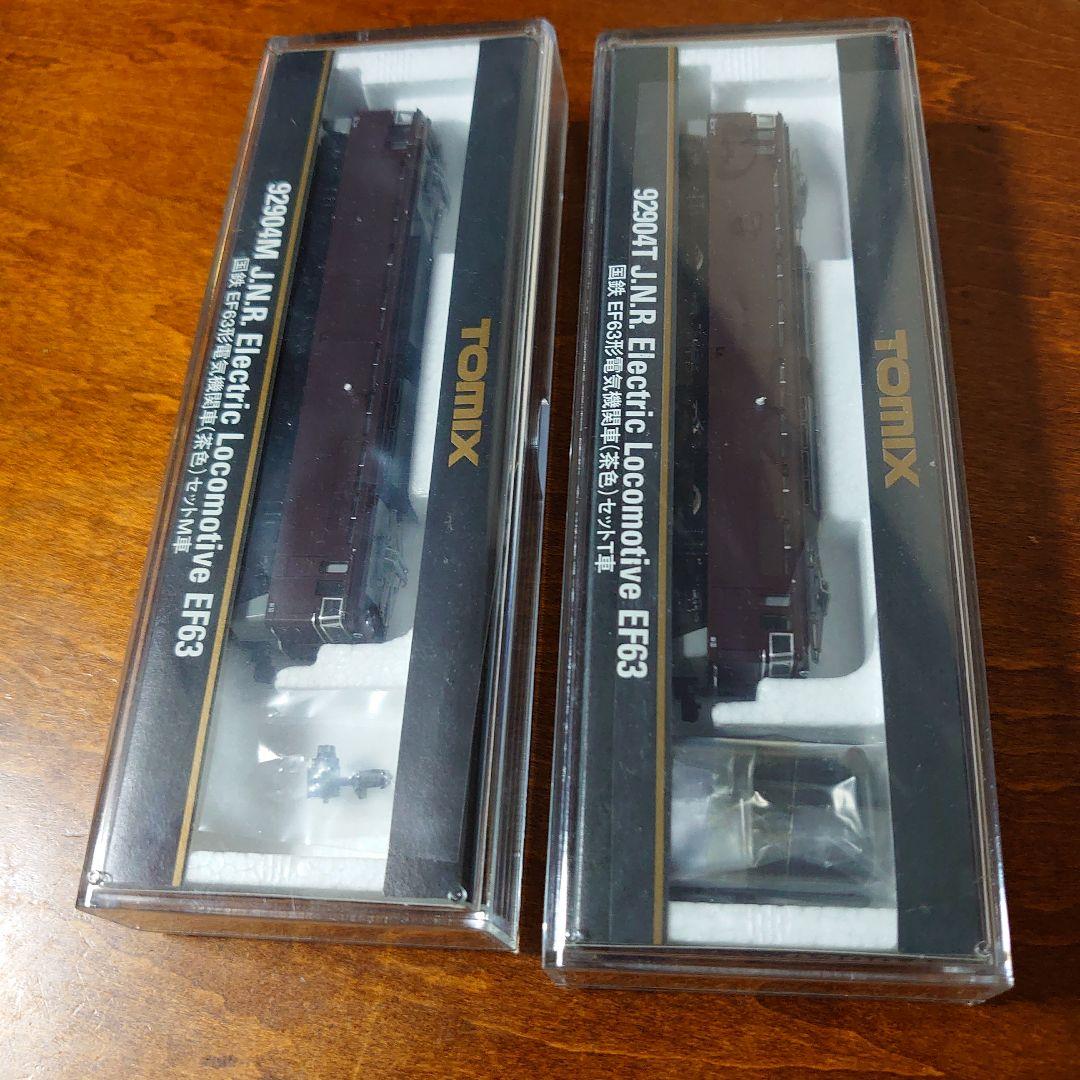 92904M J.N.R. Electric Locomotive EF63
国鉄 EF63形電気機関車(茶色)セットM車
TOMIX
92904T J.N.R. Electric Locomotive EF63
国鉄 EF63形電気機関車(茶色)セットT車
TOMIX